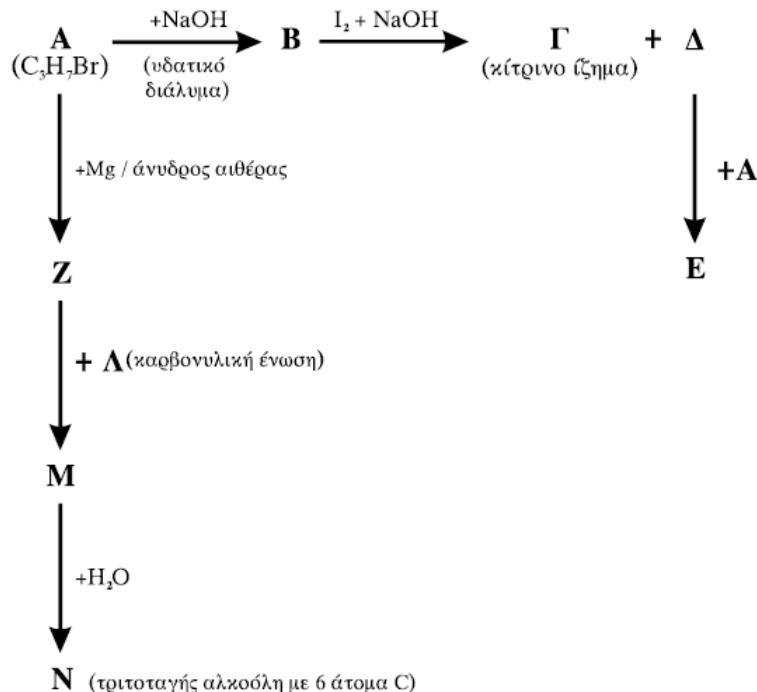 +NaOH
I₂ + NaOH
A B Γ + Δ
(C₃H₇Br) (υδατικό διάλυμα) (κίτρινο ίζημα)
+A
+Mg / άνυδρος αιθέρας
Z E
+ Λ (καρβονυλική ένωση)
M
+H₂O
N (τριτοταγής αλκοόλη με 6 άτομα C)